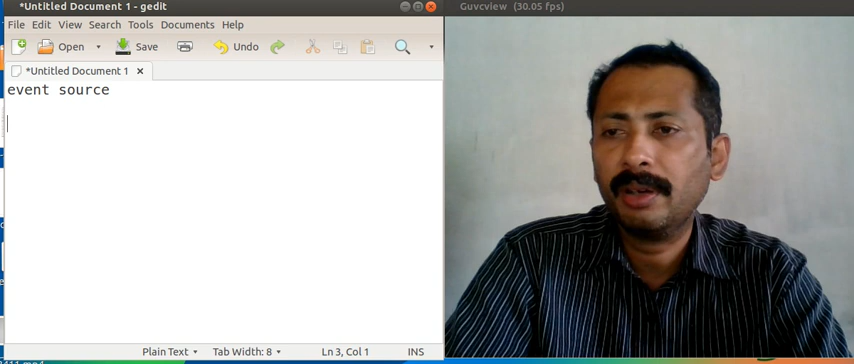 *Untitled Document 1 - gedit
Guvcview (30.05 fps)
File Edit View Search Tools Documents Help
Open Save Undo
*Untitled Document 1
event source
Plain Text Tab Width: 8 Ln 3, Col 1 INS